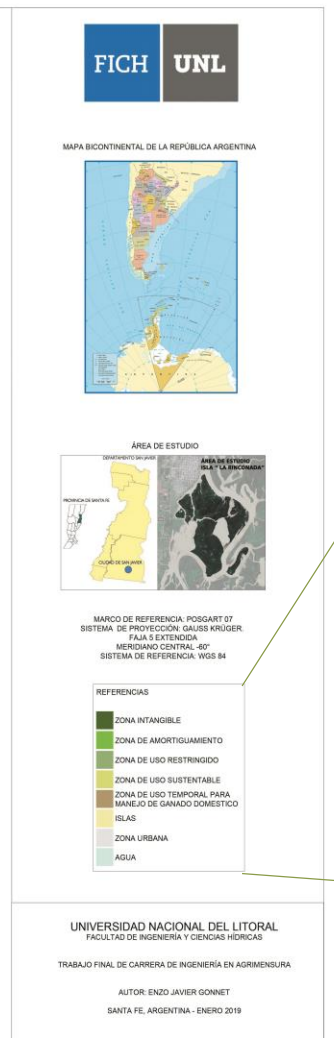 FICH UNL
MAPA BICONTINENTAL DE LA REPÚBLICA ARGENTINA
ÁREA DE ESTUDIO
DEPARTAMENTO SAN JAVIER
PROVINCIA DE SANTA FE
CIUDAD DE SAN JAVIER
ÁREA DE ESTUDIO
ISLA " LA RINCONADA"
MARCO DE REFERENCIA: POSGART 07
SISTEMA DE PROYECCIÓN: GAUSS KRÜGER.
FAJA 5 EXTENDIDA
MERIDIANO CENTRAL -60°
SISTEMA DE REFERENCIA: WGS 84
REFERENCIAS
ZONA INTANGIBLE
ZONA DE AMORTIGUAMIENTO
ZONA DE USO RESTRINGIDO
ZONA DE USO SUSTENTABLE
ZONA DE USO TEMPORAL PARA
MANEJO DE GANADO DOMESTICO
ISLAS
ZONA URBANA
AGUA
UNIVERSIDAD NACIONAL DEL LITORAL
FACULTAD DE INGENIERÍA Y CIENCIAS HÍDRICAS
TRABAJO FINAL DE CARRERA DE INGENIERÍA EN AGRIMENSURA
AUTOR: ENZO JAVIER GONNET
SANTA FE, ARGENTINA - ENERO 2019